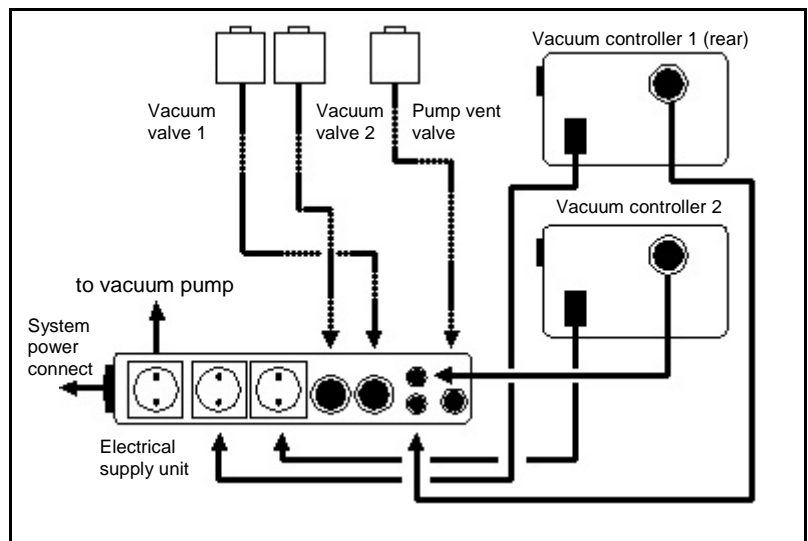 Vacuum controller 1 (rear)
Vacuum
valve 1
Vacuum
valve 2
Pump vent
valve
Vacuum controller 2
to vacuum pump
System
power
connect
Electrical
supply unit